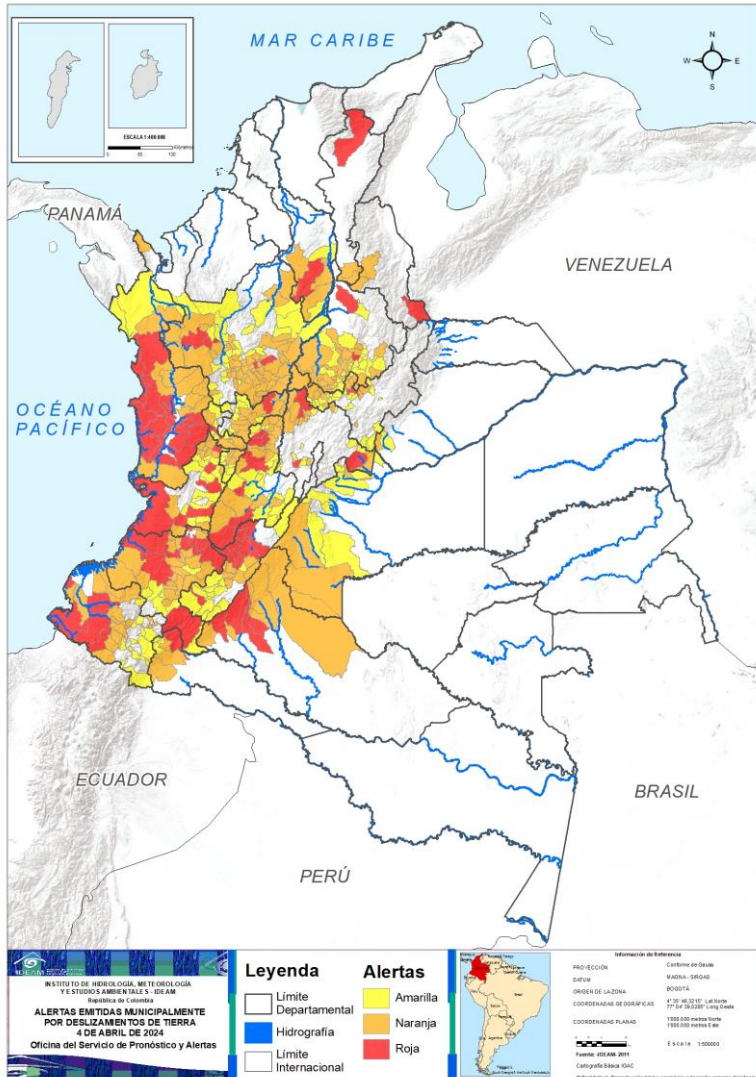 MAR CARIBE
N
W
E
S
ESCALA 1:400.000
PANAMÁ
VENEZUELA
OCÉANO
PACÍFICO
ECUADOR
BRASIL
PERÚ
IDEAM
INSTITUTO DE HIDROLOGÍA, METEOROLOGÍA
Y ESTUDIOS AMBIENTALES - IDEAM
República de Colombia
ALERTAS EMITIDAS MUNICIPALMENTE
POR DESLIZAMIENTOS DE TIERRA
4 DE ABRIL DE 2024
Oficina del Servicio de Pronóstico y Alertas
Leyenda
Límite
Departamental
Hidrografía
Límite
Internacional
Alertas
Amarilla
Naranja
Roja
Información de Referencia
PROYECCIÓN
Conforme de Gauss
DATUM
MAGNA - SIRGAS
ORIGEN DE LA ZONA
BOGOTÁ
COORDENADAS GEOGRÁFICAS
COORDENADAS PLANAS
1'000.000 metros Norte
1'000.000 metros Este
Fuente: IDEAM- 2011
Cartografía Básica IGAC